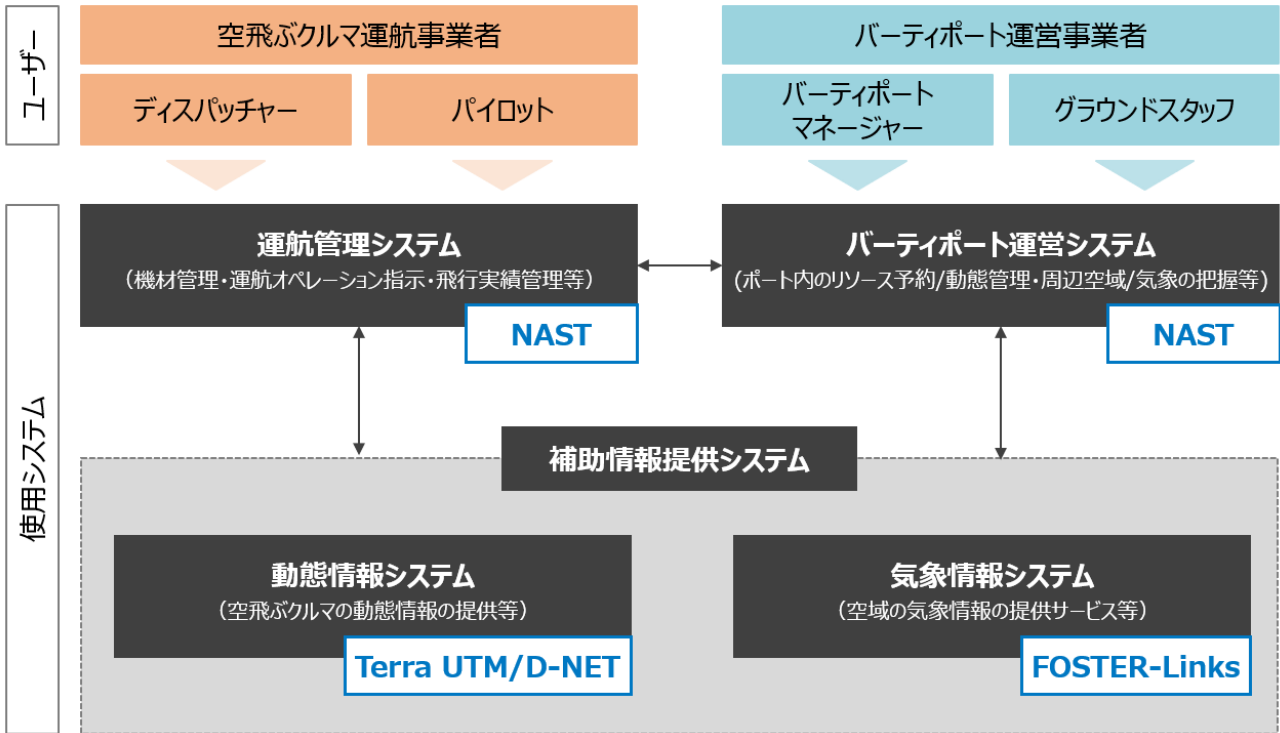 ユーザー
空飛ぶクルマ運航事業者
バーティポート運営事業者
ディスパッチャー
パイロット
バーティポート
マネージャー
グラウンドスタッフ
使用システム
運航管理システム
（機材管理・運航オペレーション指示・飛行実績管理等）
NAST
バーティポート運営システム
(ポート内のリソース予約/動態管理・周辺空域/気象の把握等)
NAST
補助情報提供システム
動態情報システム
（空飛ぶクルマの動態情報の提供等）
Terra UTM/D-NET
気象情報システム
（空域の気象情報の提供サービス等）
FOSTER-Links